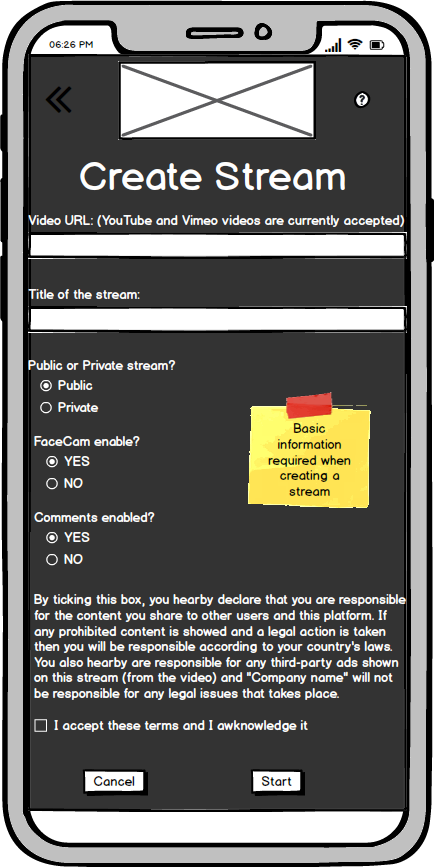 06:26 PM
?
Create Stream
Video URL: (YouTube and Vimeo videos are currently accepted)
Title of the stream:
Public or Private stream?
Public
Private
Basic
information
required when
creating a
stream
FaceCam enable?
YES
NO
Comments enabled?
YES
NO
By ticking this box, you hearby declare that you are responsible
for the content you share to other users and this platform. If
any prohibited content is showed and a legal action is taken
then you will be responsible according to your country's laws.
You also hearby are responsible for any third-party ads shown
on this stream (from the video) and "Company name" will not
be responsible for any legal issues that takes place.
I accept these terms and I awknowledge it
Cancel
Start